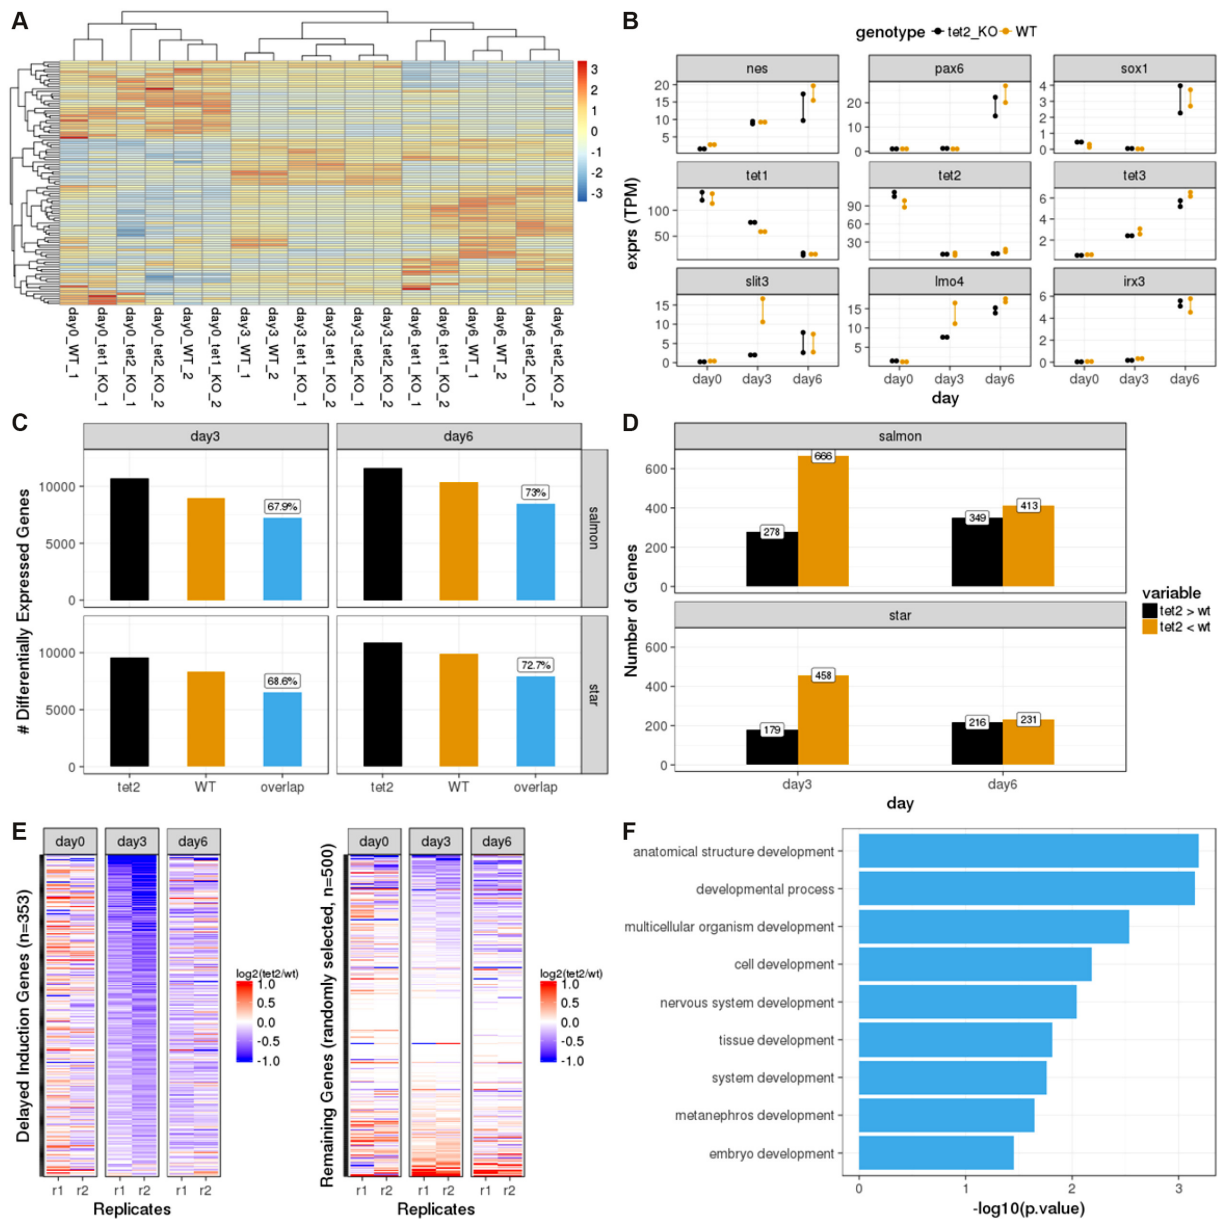 A
3
2
1
0
-1
-2
-3
day0_WT_1
day0_tet1_KO_1
day0_tet2_KO_1
day0_tet2_KO_2
day0_WT_2
day0_tet1_KO_2
day3_WT_1
day3_WT_2
day3_tet1_KO_1
day3_tet1_KO_2
day3_tet2_KO_1
day3_tet2_KO_2
day6_tet1_KO_1
day6_tet1_KO_2
day6_WT_1
day6_WT_2
day6_tet2_KO_1
day6_tet2_KO_2
B
genotype tet2_KO WT
nes pax6 sox1
20
15
10
5
20
10
0
4
3
2
1
0
tet1 tet2 tet3
100
50
90
60
30
6
4
2
slit3 lmo4 irx3
15
10
5
0
15
10
5
6
4
2
0
day0 day3 day6 day0 day3 day6 day0 day3 day6
day
exprs (TPM)
C
day3 day6
10000
5000
0
67.9%
73%
salmon
10000
5000
0
68.6%
72.7%
star
tet2 WT overlap tet2 WT overlap
# Differentially Expressed Genes
D
salmon
600
400
200
0
278 666 349 413
star
600
400
200
0
179 458 216 231
day3 day6
day
Number of Genes
variable
tet2 > wt
tet2 < wt
E
day0 day3 day6
Delayed Induction Genes (n=353)
r1 r2 r1 r2 r1 r2
Replicates
log2(tet2/wt)
1.0
0.5
0.0
-0.5
-1.0
day0 day3 day6
Remaining Genes (randomly selected, n=500)
r1 r2 r1 r2 r1 r2
Replicates
log2(tet2/wt)
1.0
0.5
0.0
-0.5
-1.0
F
anatomical structure development
developmental process
multicellular organism development
cell development
nervous system development
tissue development
system development
metanephros development
embryo development
0 1 2 3
-log10(p.value)